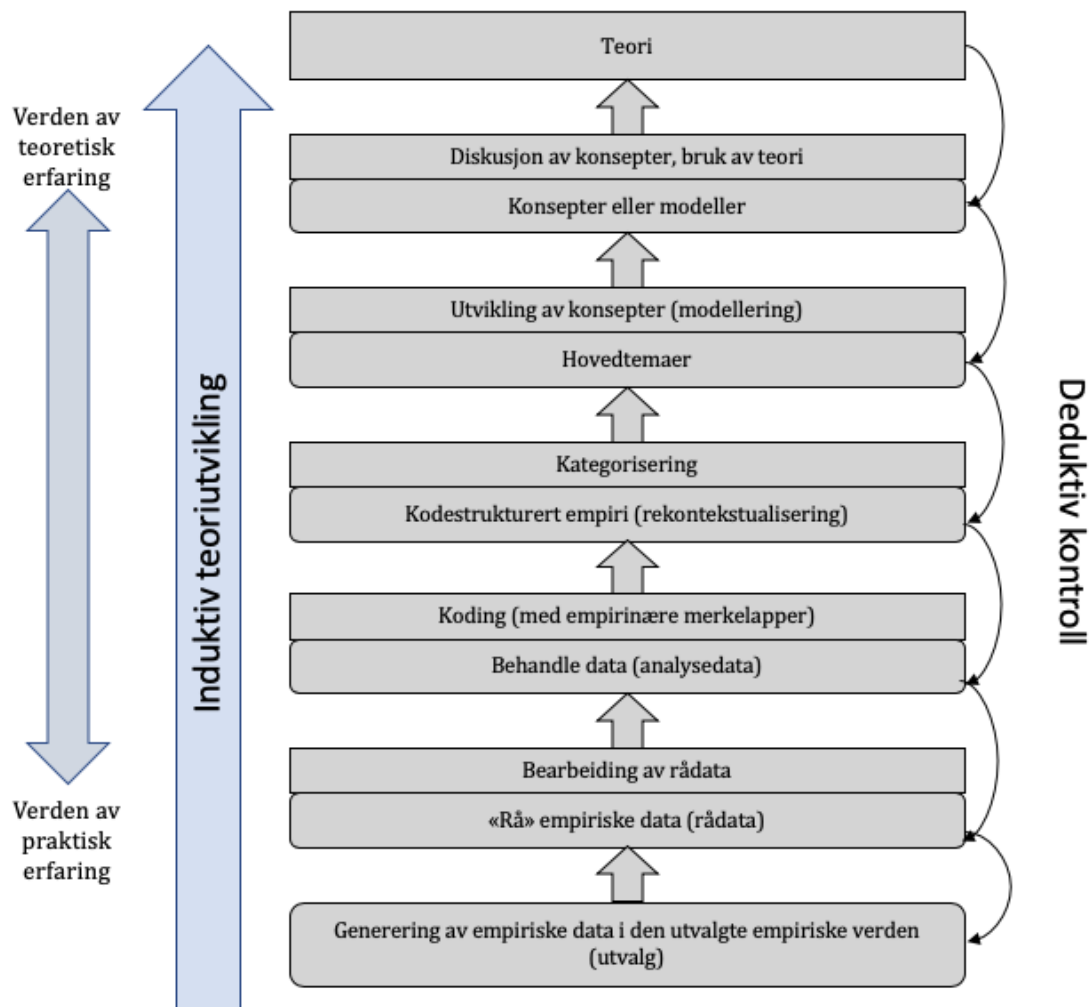 Verden av
teoretisk
erfaring
Verden av
praktisk
erfaring
Induktiv teoriutvikling
Teori
Diskusjon av konsepter, bruk av teori
Konsepter eller modeller
Utvikling av konsepter (modellering)
Hovedtemaer
Kategorisering
Kodestrukturert empiri (rekontekstualisering)
Koding (med empirinære merkelapper)
Behandle data (analysedata)
Bearbeiding av rådata
«Rå» empiriske data (rådata)
Generering av empiriske data i den utvalgte empiriske verden
(utvalg)
Deduktiv kontroll